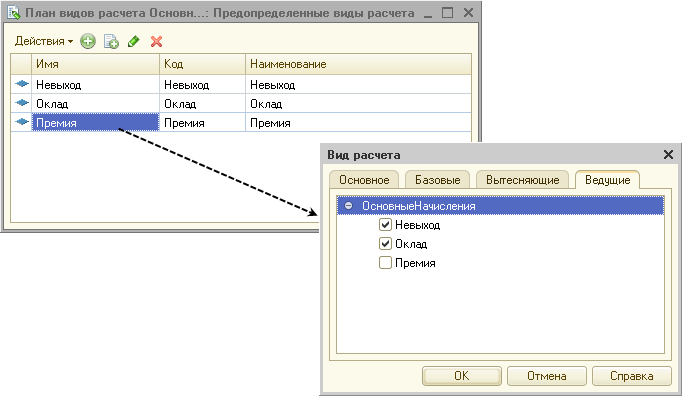 План видов расчета Основн...: Предопределенные виды расчета
Действия
Имя Код Наименование
Невыход Невыход Невыход
Оклад Оклад Оклад
Премия Премия Премия
Вид расчета
Основное Базовые Вытесняющие Ведущие
ОсновныеНачисления
Невыход
Оклад
Премия
OK Отмена Справка